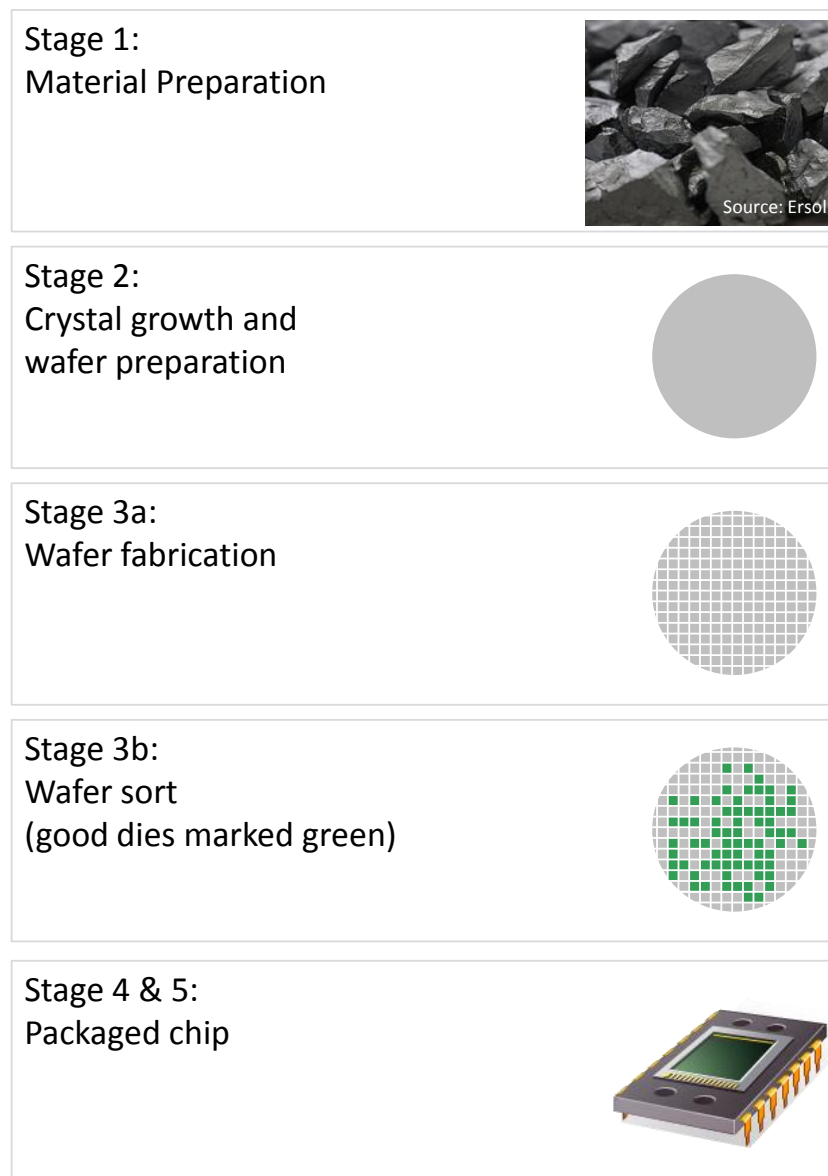 Stage 1:
Material Preparation
Source: Ersol
Stage 2:
Crystal growth and
wafer preparation
Stage 3a:
Wafer fabrication
Stage 3b:
Wafer sort
(good dies marked green)
Stage 4 & 5:
Packaged chip